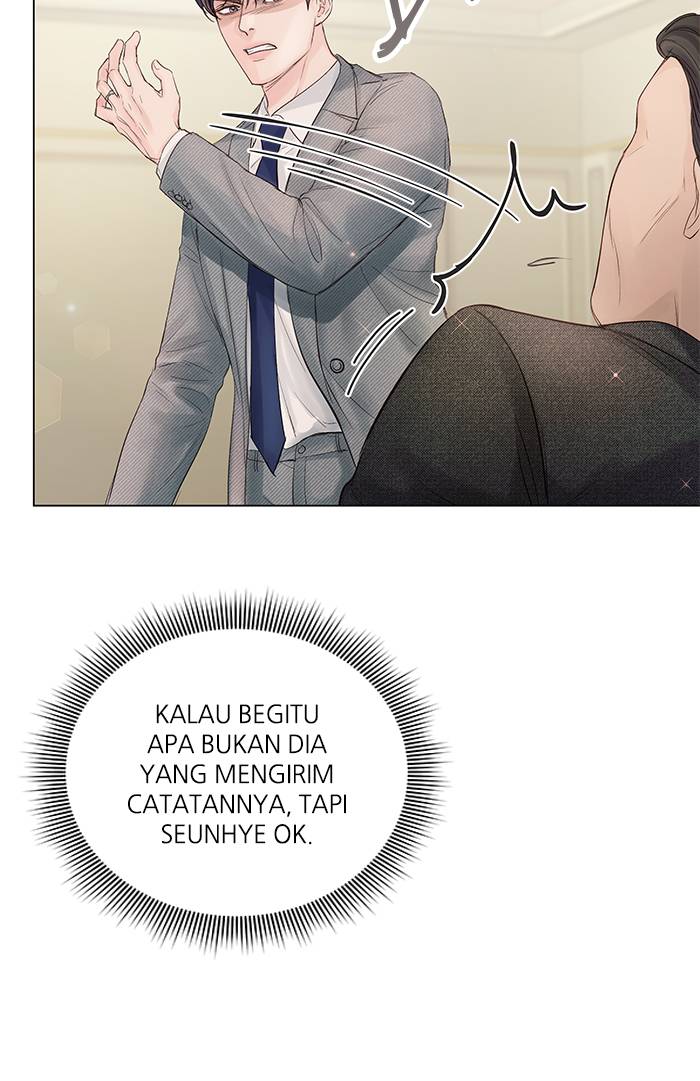 KALAU BEGITU
APA BUKAN DIA
YANG MENGIRIM
CATATANNYA, TAPI
SEUNHYE OK.